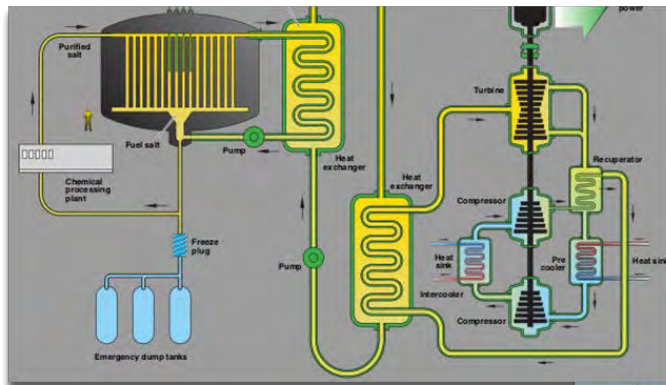 power
Purified salt
Fuel salt
Pump
Heat
exchanger
Chemical
processing
plant
Freeze
plug
Emergency dump tanks
Pump
Heat
exchanger
Turbine
Recuperator
Compressor
Heat
sink
Pre
cooler
Heat sink
Intercooler
Compressor